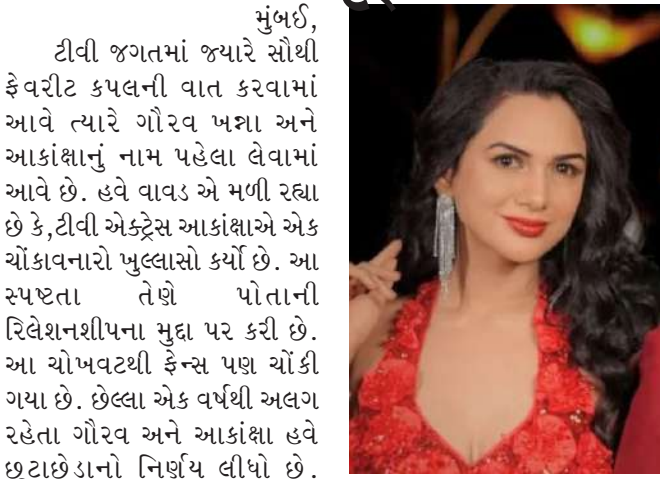 મુંબઈ,
ટીવી જગતમાં જ્યારે સૌથી
ફેવરીટ કપલની વાત કરવામાં
આવે ત્યારે ગૌરવ ખન્ના અને
આકાંક્ષાનું નામ પહેલા લેવામાં
આવે છે. હવે વાવડ એ મળી રહ્યા
છે કે,ટીવી એક્ટ્રેસ આકાંક્ષાએ એક
ચોંકાવનારો ખુલ્લાસો કર્યો છે. આ
સ્પષ્ટતા તેણે પોતાની
રિલેશનશીપના મુદ્દા પર કરી છે.
આ ચોખવટથી ફેન્સ પણ ચોંકી
ગયા છે. છેલ્લા એક વર્ષથી અલગ
રહેતા ગૌરવ અને આકાંક્ષા હવે
છૂટાછેડાનો નિર્ણય લીધો છે.